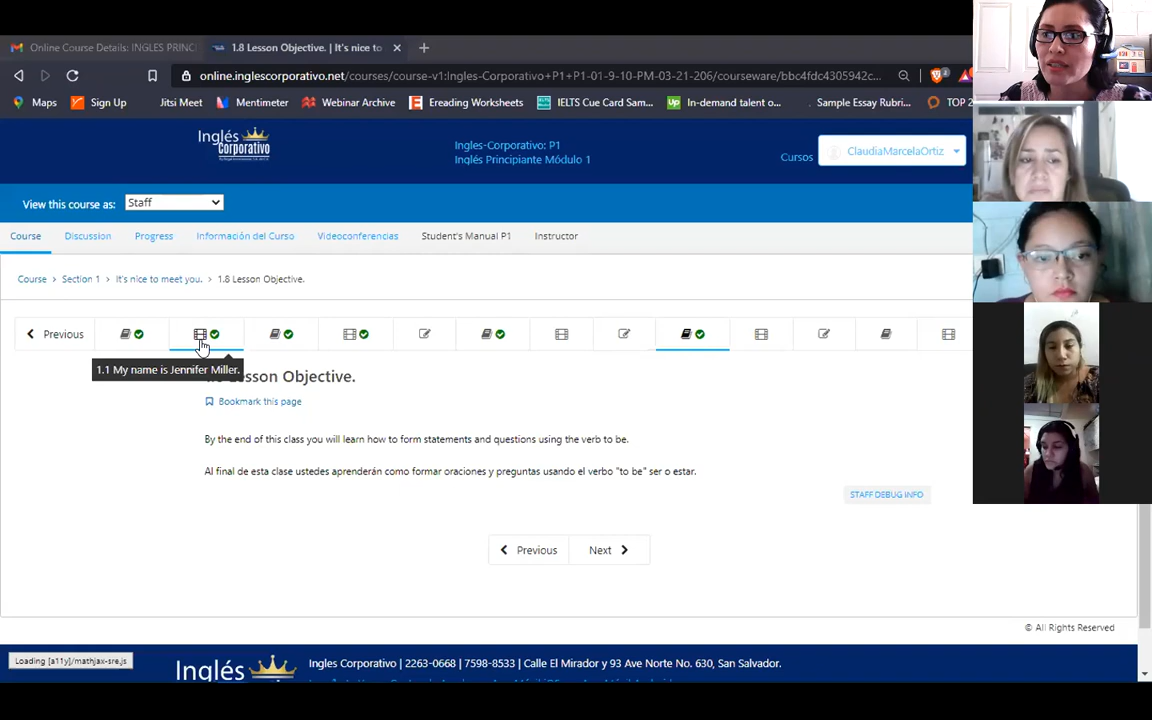 Online Course Details: INGLES PRINC
1.8 Lesson Objective. | It's nice to
online.inglescorporativo.net/courses/course-v1:Ingles-Corporativo+P1+P1-01-9-10-PM-03-21-206/courseware/bbc4fdc4305942c...
Maps Sign Up Jitsi Meet Mentimeter Webinar Archive Ereading Worksheets IELTS Cue Card Sam... In-demand talent o... Sample Essay Rubri... TOP 2
Inglés
Corporativo
Ingles-Corporativo: P1
Inglés Principiante Módulo 1
Cursos
ClaudiaMarcelaOrtiz
View this course as: Staff
Course Discussion Progress Información del Curso Videoconferencias Student's Manual P1 Instructor
Course > Section 1 > It's nice to meet you. > 1.8 Lesson Objective.
Previous
1.1 My name is Jennifer Miller.
Lesson Objective.
Bookmark this page
By the end of this class you will learn how to form statements and questions using the verb to be.
Al final de esta clase ustedes aprenderán como formar oraciones y preguntas usando el verbo "to be" ser o estar.
STAFF DEBUG INFO
Previous Next
© All Rights Reserved
Loading [a11y]/mathjax-sre.js
Inglés
Ingles Corporativo | 2263-0668 | 7598-8533 | Calle El Mirador y 93 Ave Norte No. 630, San Salvador.